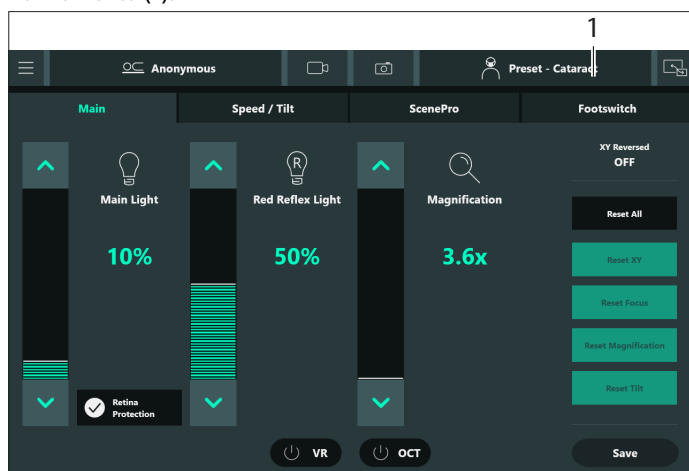 1
Anonymous
Preset - Cataract
Main
Speed / Tilt
ScenePro
Footswitch
Main Light
10%
Retina
Protection
R
Red Reflex Light
50%
Magnification
3.6x
XY Reversed
OFF
Reset All
Reset XY
Reset Focus
Reset Magnification
Reset Tilt
VR
OCT
Save